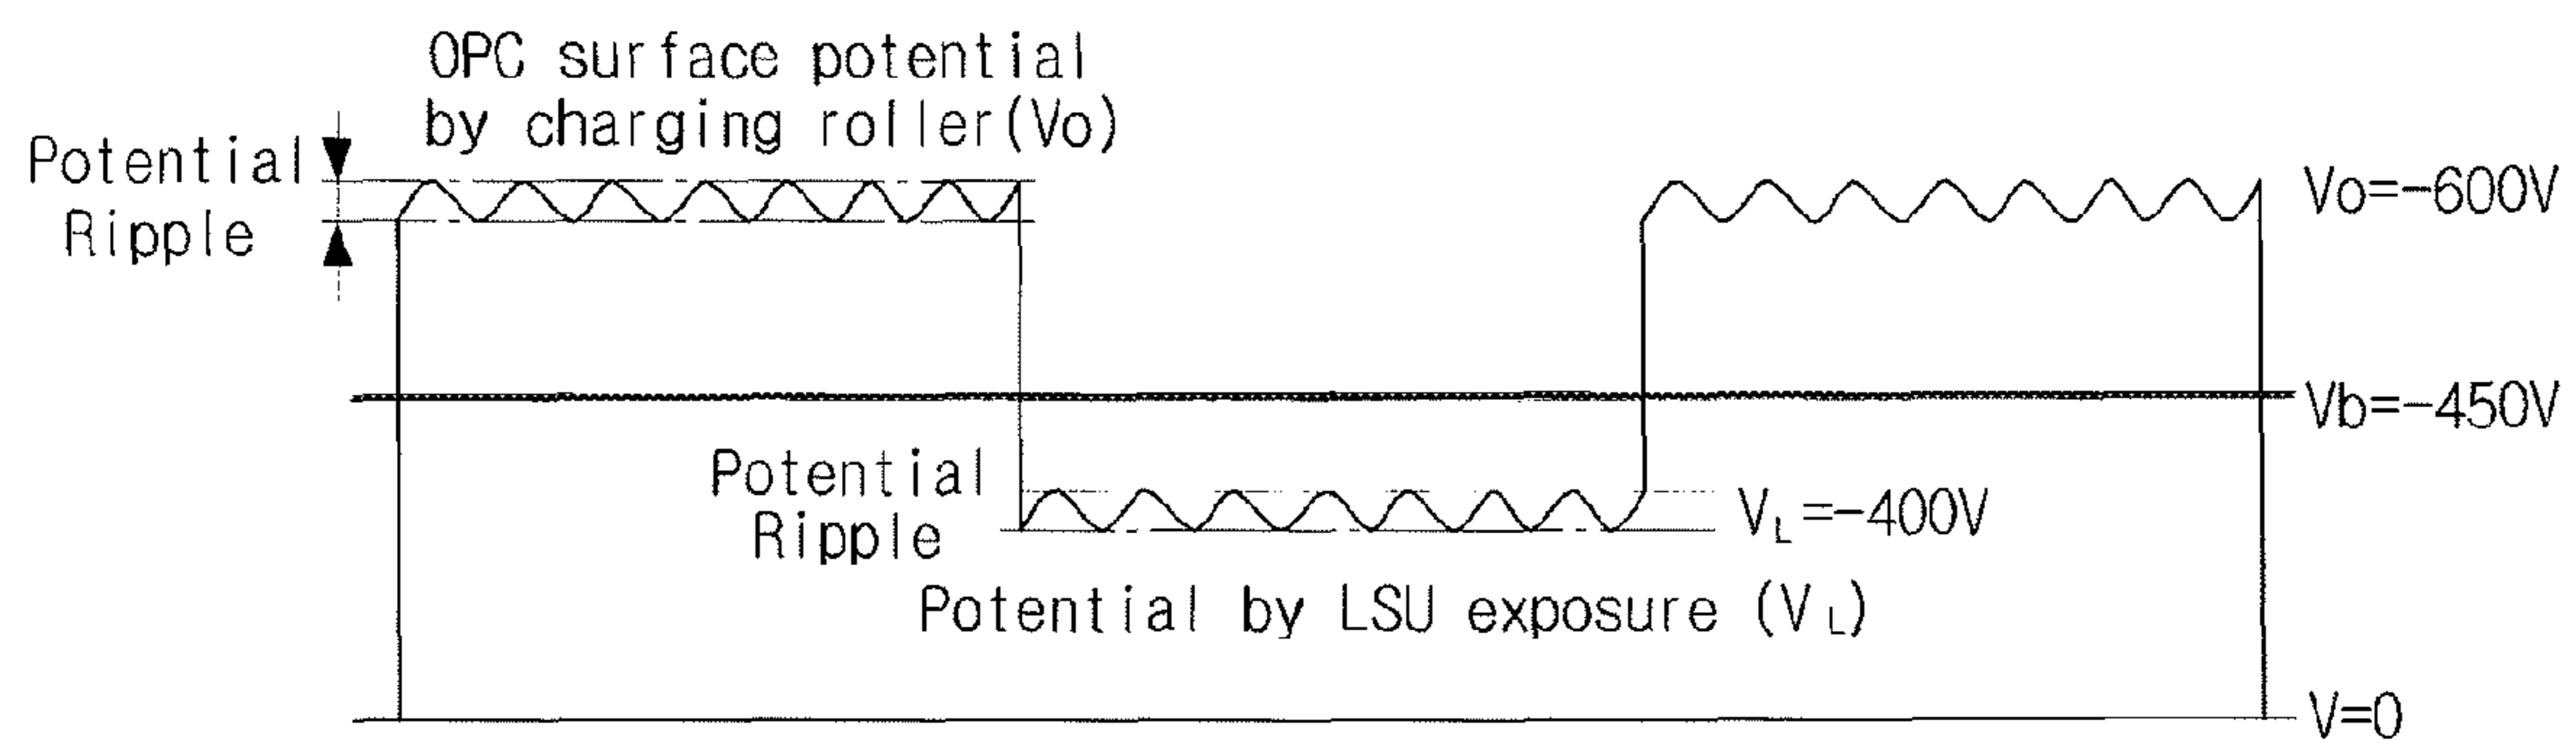 OPC surface potential
by charging roller(Vo)
Potential
Ripple
Vo=-600V
Vb=-450V
Potential
Ripple
VL=-400V
Potential by LSU exposure (VL)
V=0